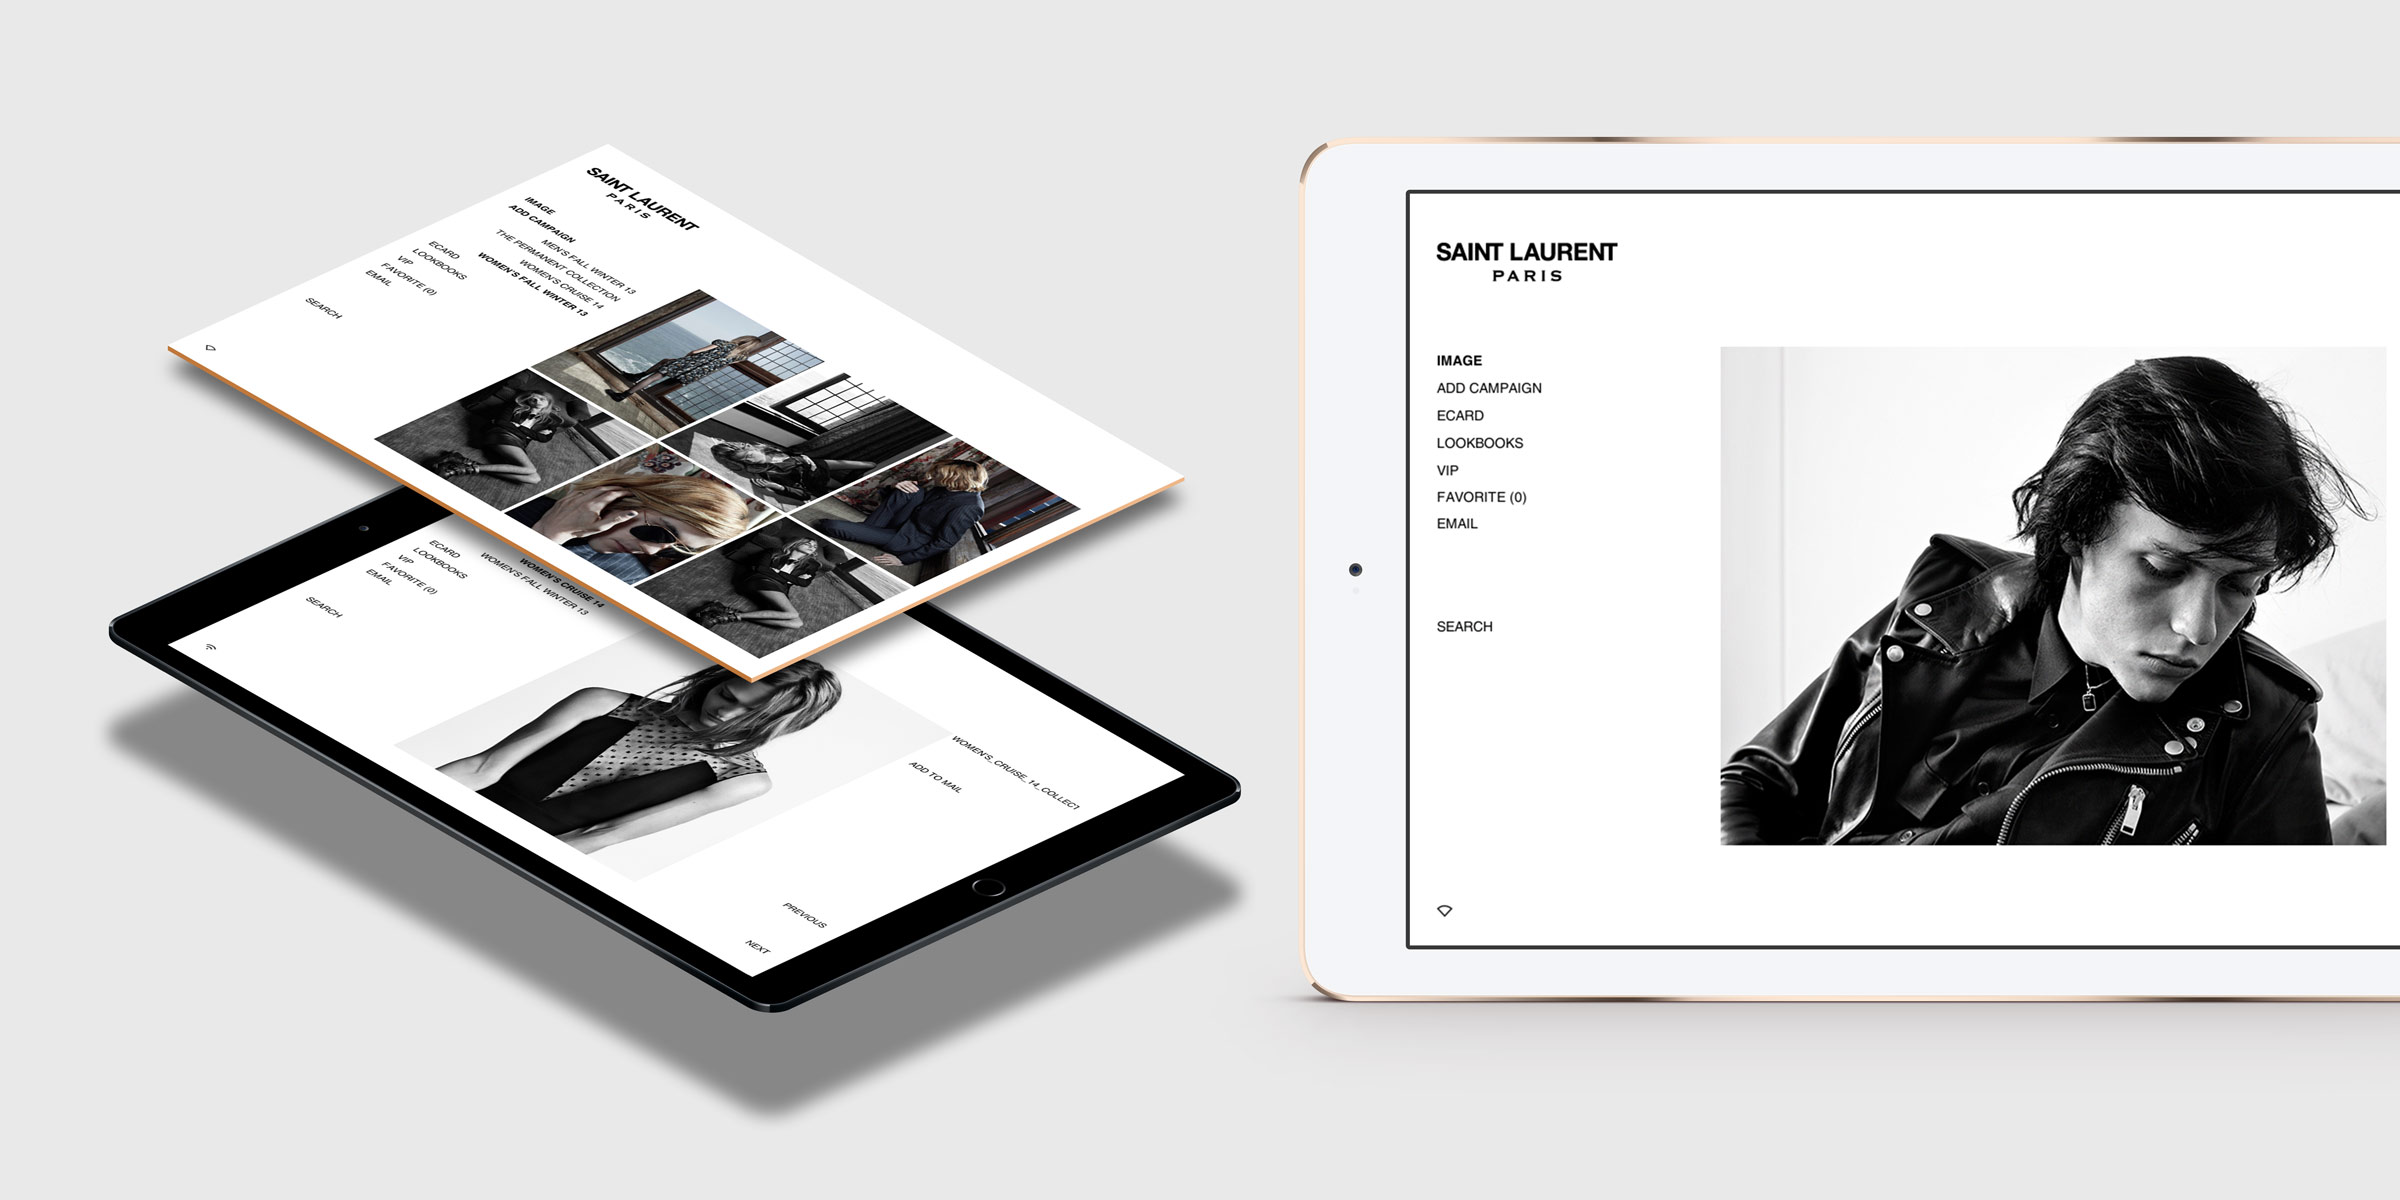 SAINT LAURENT
PARIS
IMAGE
ADD CAMPAIGN
MEN'S FALL WINTER 13
THE PERMANENT COLLECTION
WOMEN'S CRUISE 14
WOMEN'S FALL WINTER 13
ECARD
LOOKBOOKS
VIP
FAVORITE (0)
EMAIL
SEARCH
WOMEN'S CRUISE 14
WOMEN'S FALL WINTER 13
ECARD
LOOKBOOKS
VIP
FAVORITE (0)
EMAIL
SEARCH
WOMEN'S_CRUISE_14_COLLECT
ADD TO MAIL
PREVIOUS
NEXT
SAINT LAURENT
PARIS
IMAGE
ADD CAMPAIGN
ECARD
LOOKBOOKS
VIP
FAVORITE (0)
EMAIL
SEARCH